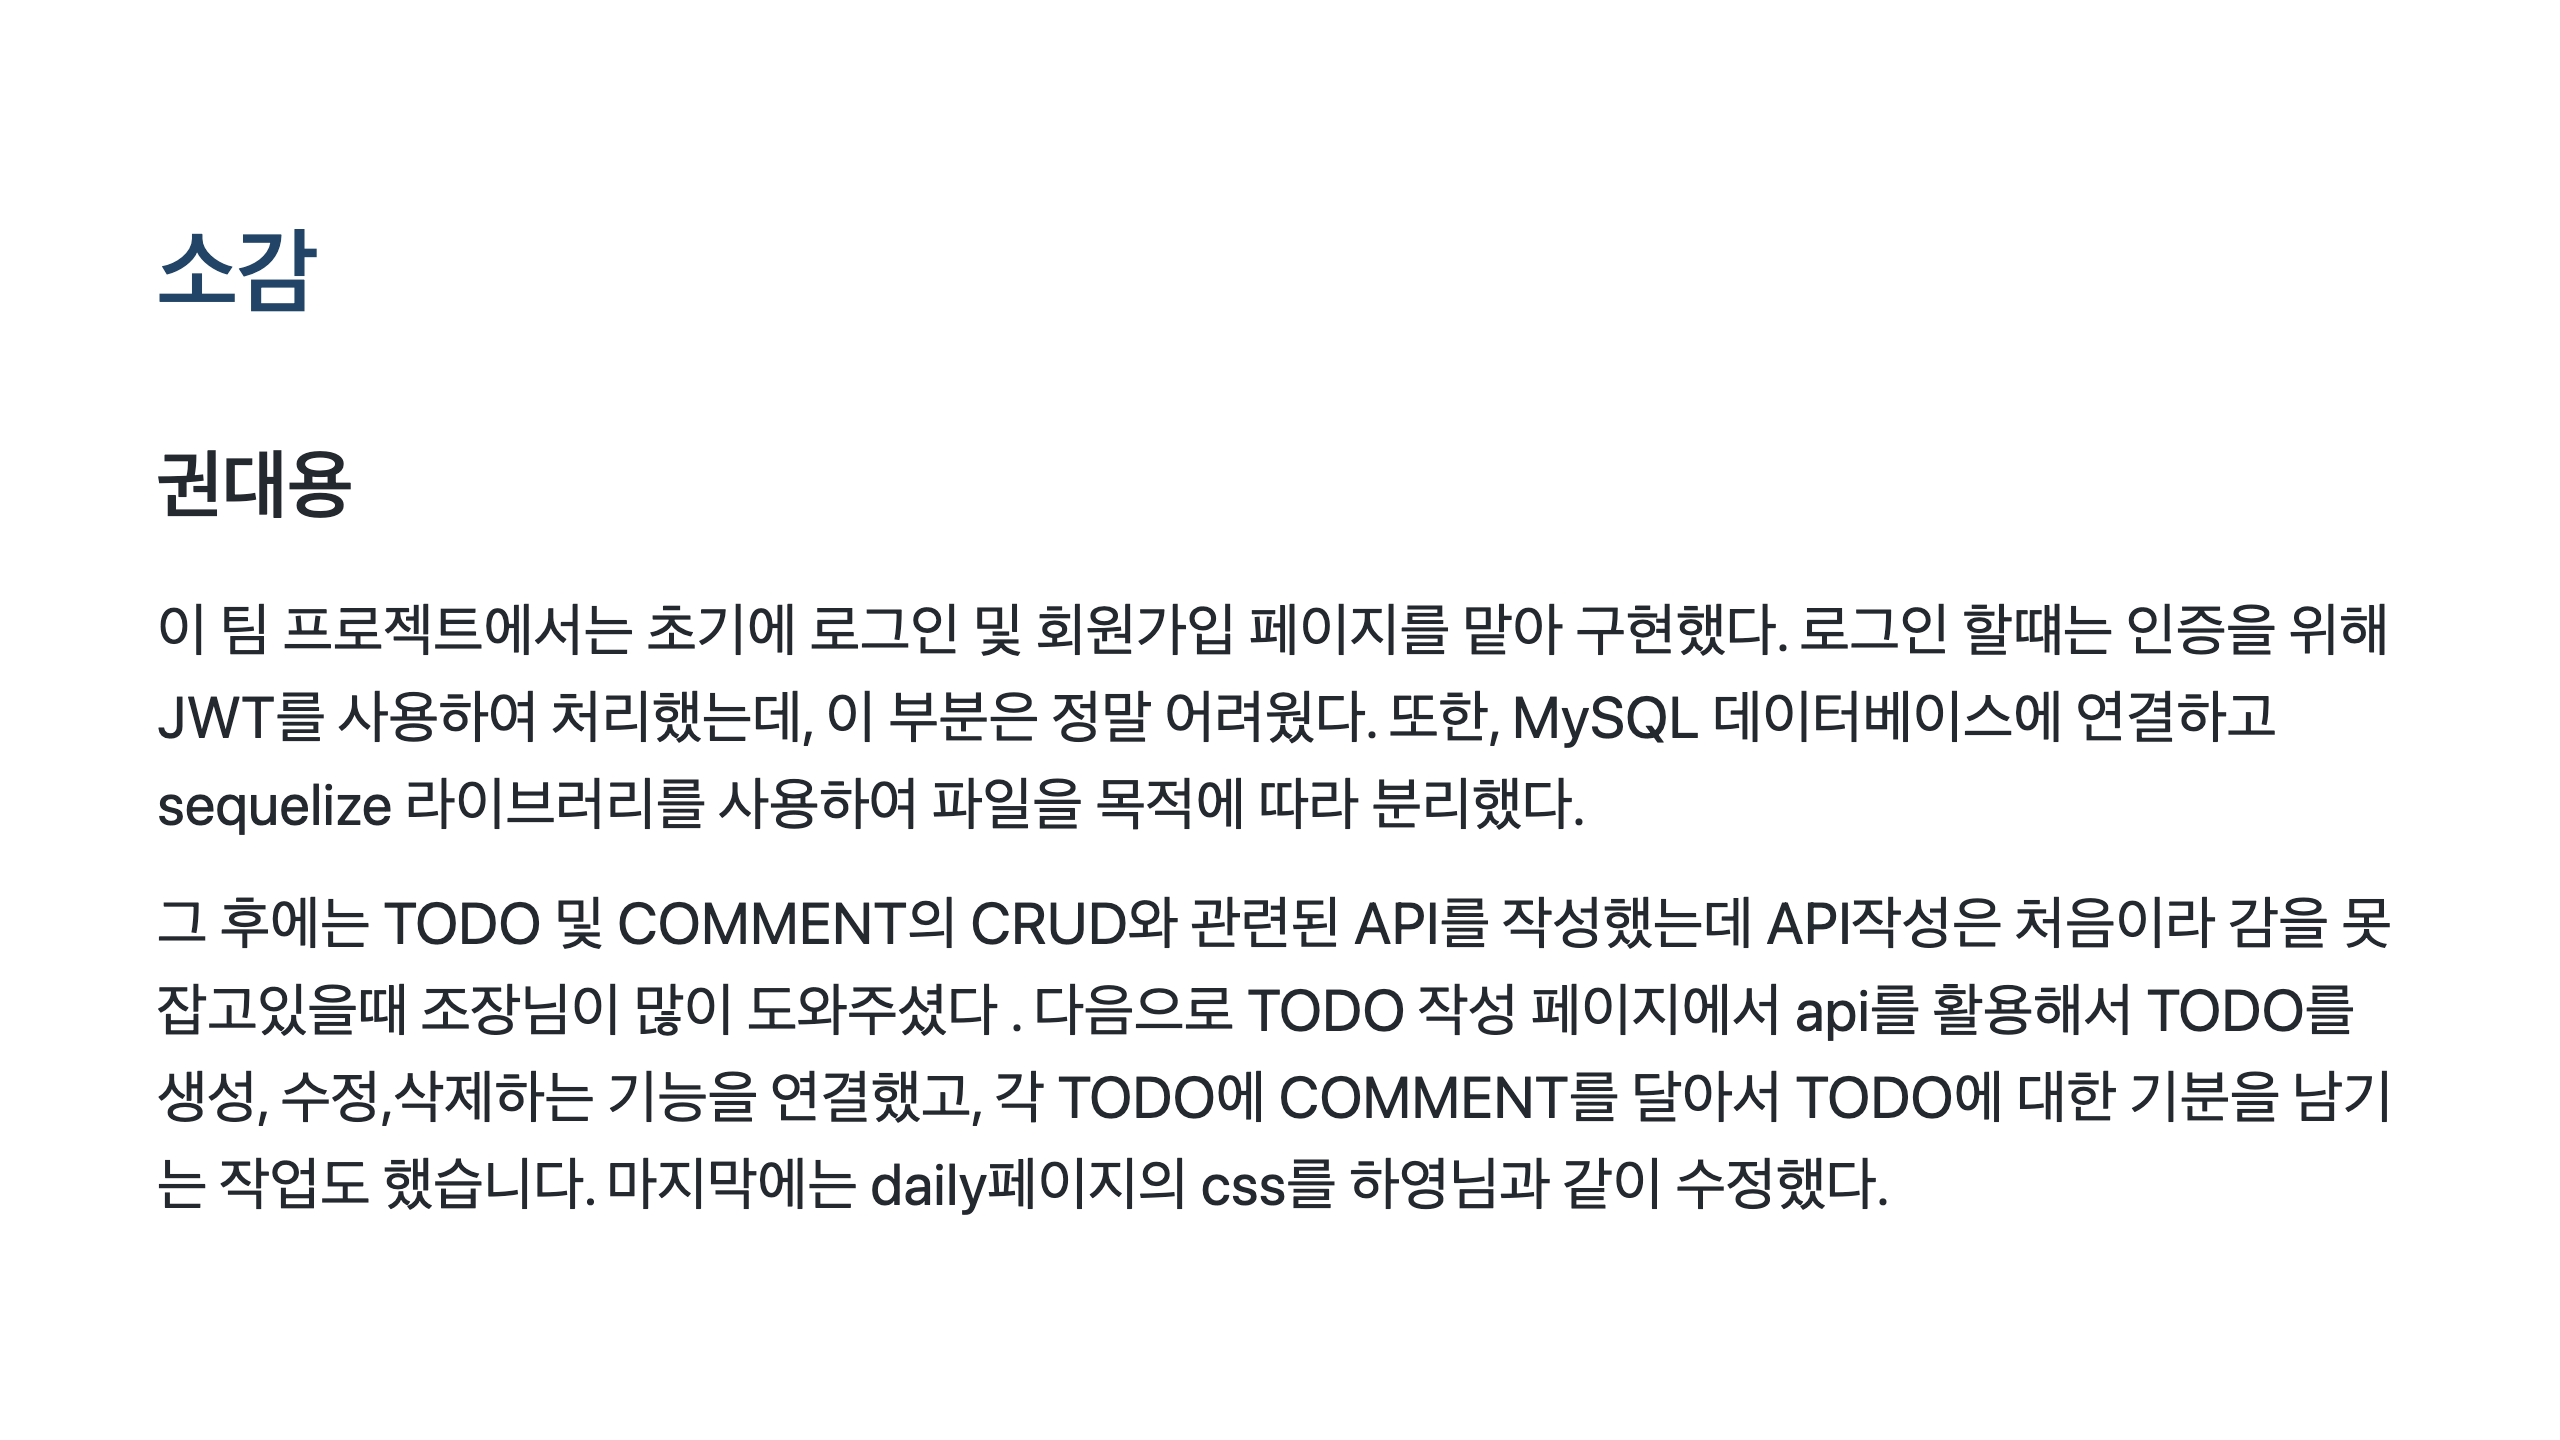 소감
권대용
이 팀 프로젝트에서는 초기에 로그인 및 회원가입 페이지를 맡아 구현했다. 로그인 할떄는 인증을 위해
JWT를 사용하여 처리했는데, 이 부분은 정말 어려웠다. 또한, MySQL 데이터베이스에 연결하고
sequelize 라이브러리를 사용하여 파일을 목적에 따라 분리했다.
그 후에는 TODO 및 COMMENT의 CRUD와 관련된 API를 작성했는데 API작성은 처음이라 감을 못
잡고있을때 조장님이 많이 도와주셨다 . 다음으로 TODO 작성 페이지에서 api를 활용해서 TODO를
생성, 수정,삭제하는 기능을 연결했고, 각 TODO에 COMMENT를 달아서 TODO에 대한 기분을 남기
는 작업도 했습니다. 마지막에는 daily페이지의 css를 하영님과 같이 수정했다.